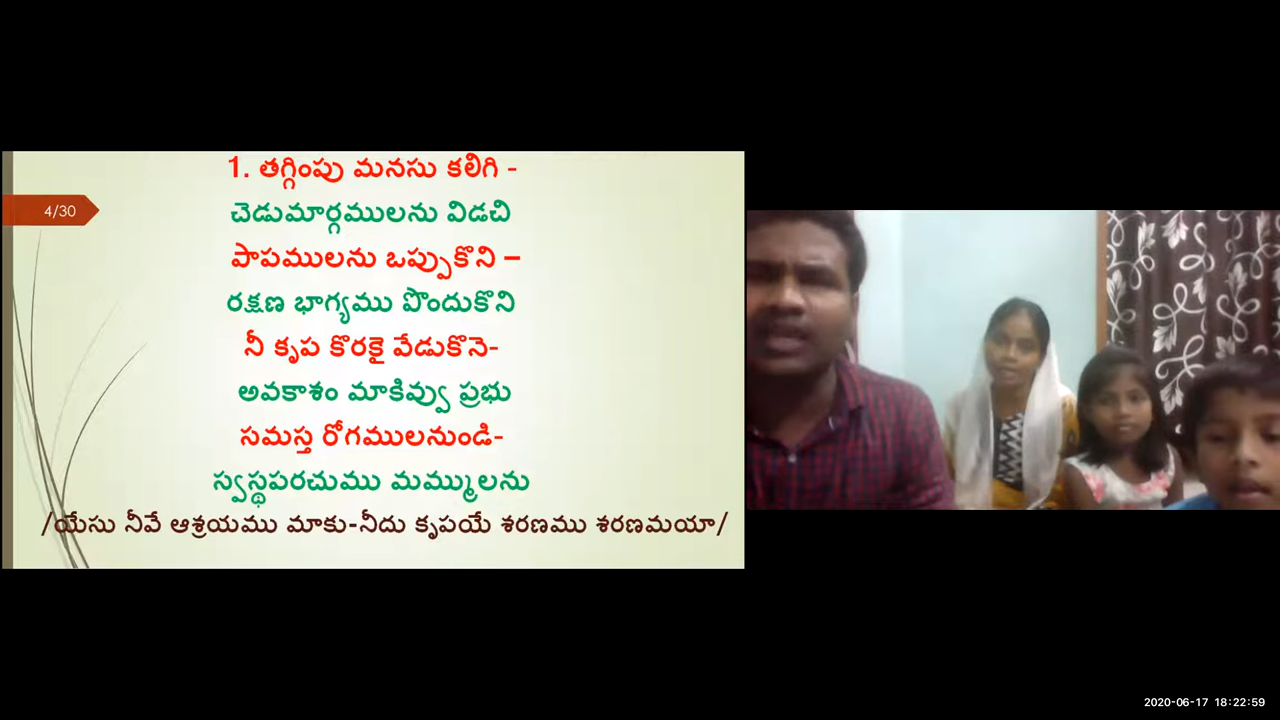 1. తగ్గింపు మనసు కలిగి -
చెడుమార్గములను విడచి
4/30
పాపములను ఒప్పుకొని –
రక్షణ భాగ్యము పొందుకొని
నీ కృప కొరకై వేడుకొనె-
అవకాశం మాకివ్వు ప్రభు
సమస్త రోగములనుండి-
స్వస్థపరచుము మమ్ములను
/యేసు నీవే ఆశ్రయము మాకు-నీదు కృపయే శరణము శరణమయా/
2020-06-17 18:22:59